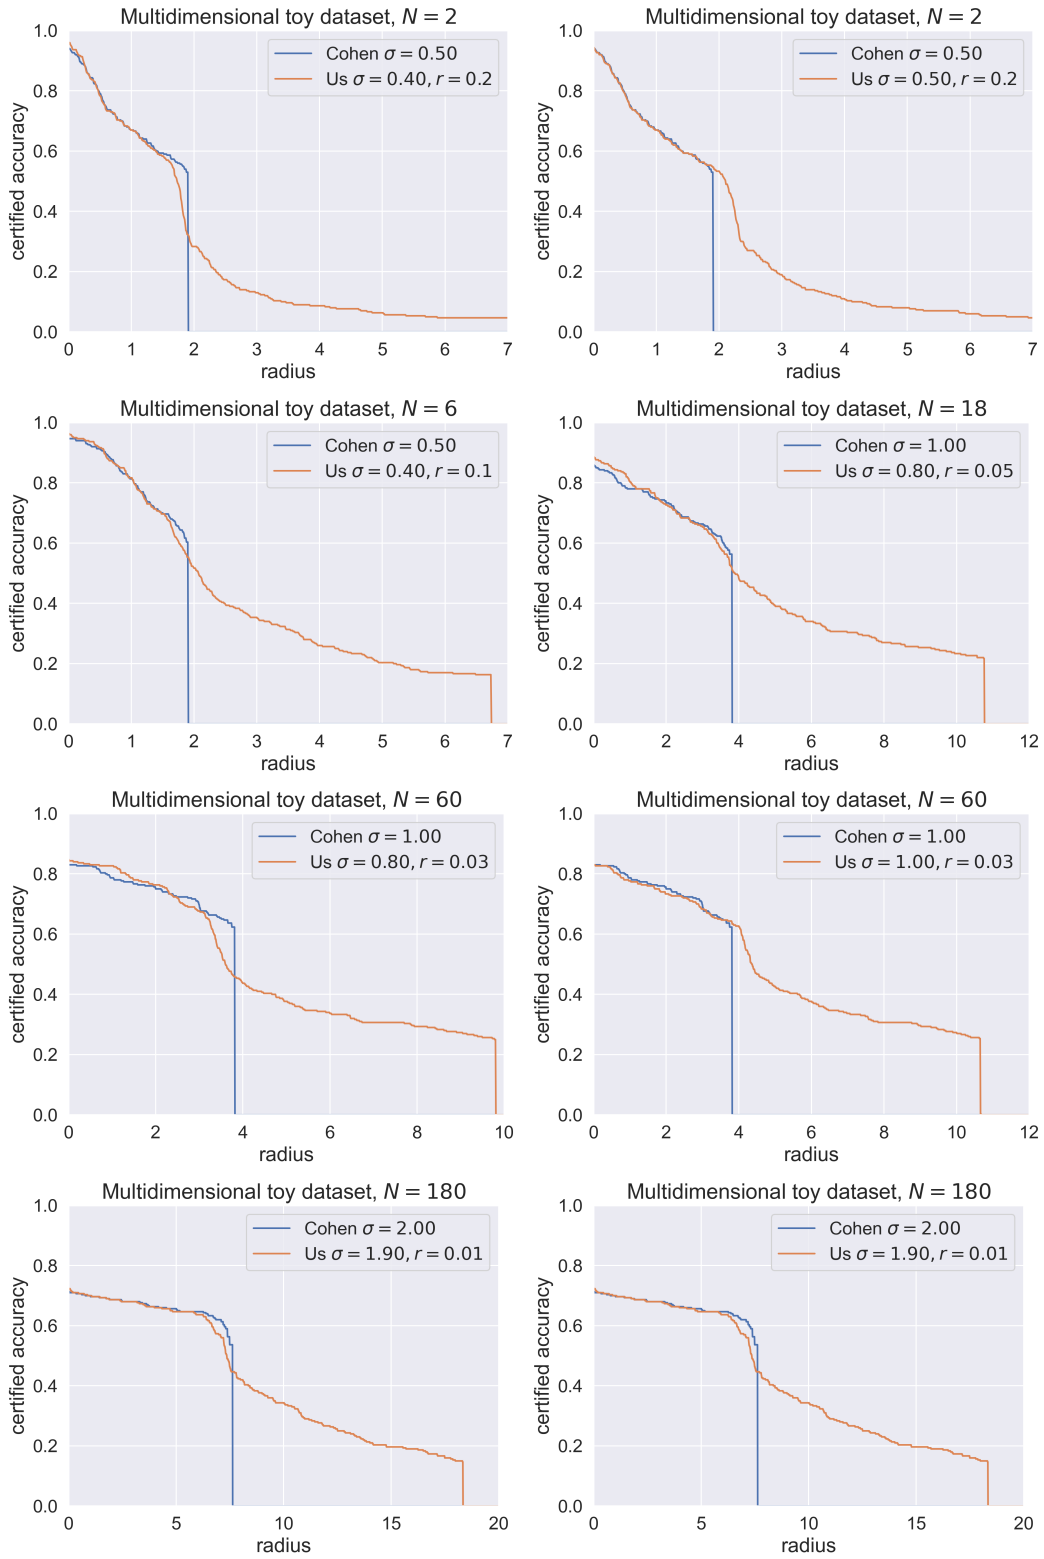 Multidimensional toy dataset, N = 2
certified accuracy
1.0
0.8
0.6
0.4
0.2
0.0
Cohen σ = 0.50
Us σ = 0.40, r = 0.2
0 1 2 3 4 5 6 7
radius
Multidimensional toy dataset, N = 2
certified accuracy
1.0
0.8
0.6
0.4
0.2
0.0
Cohen σ = 0.50
Us σ = 0.50, r = 0.2
0 1 2 3 4 5 6 7
radius
Multidimensional toy dataset, N = 6
certified accuracy
1.0
0.8
0.6
0.4
0.2
0.0
Cohen σ = 0.50
Us σ = 0.40, r = 0.1
0 1 2 3 4 5 6 7
radius
Multidimensional toy dataset, N = 18
certified accuracy
1.0
0.8
0.6
0.4
0.2
0.0
Cohen σ = 1.00
Us σ = 0.80, r = 0.05
0 2 4 6 8 10 12
radius
Multidimensional toy dataset, N = 60
certified accuracy
1.0
0.8
0.6
0.4
0.2
0.0
Cohen σ = 1.00
Us σ = 0.80, r = 0.03
0 2 4 6 8 10
radius
Multidimensional toy dataset, N = 60
certified accuracy
1.0
0.8
0.6
0.4
0.2
0.0
Cohen σ = 1.00
Us σ = 1.00, r = 0.03
0 2 4 6 8 10 12
radius
Multidimensional toy dataset, N = 180
certified accuracy
1.0
0.8
0.6
0.4
0.2
0.0
Cohen σ = 2.00
Us σ = 1.90, r = 0.01
0 5 10 15 20
radius
Multidimensional toy dataset, N = 180
certified accuracy
1.0
0.8
0.6
0.4
0.2
0.0
Cohen σ = 2.00
Us σ = 1.90, r = 0.01
0 5 10 15 20
radius